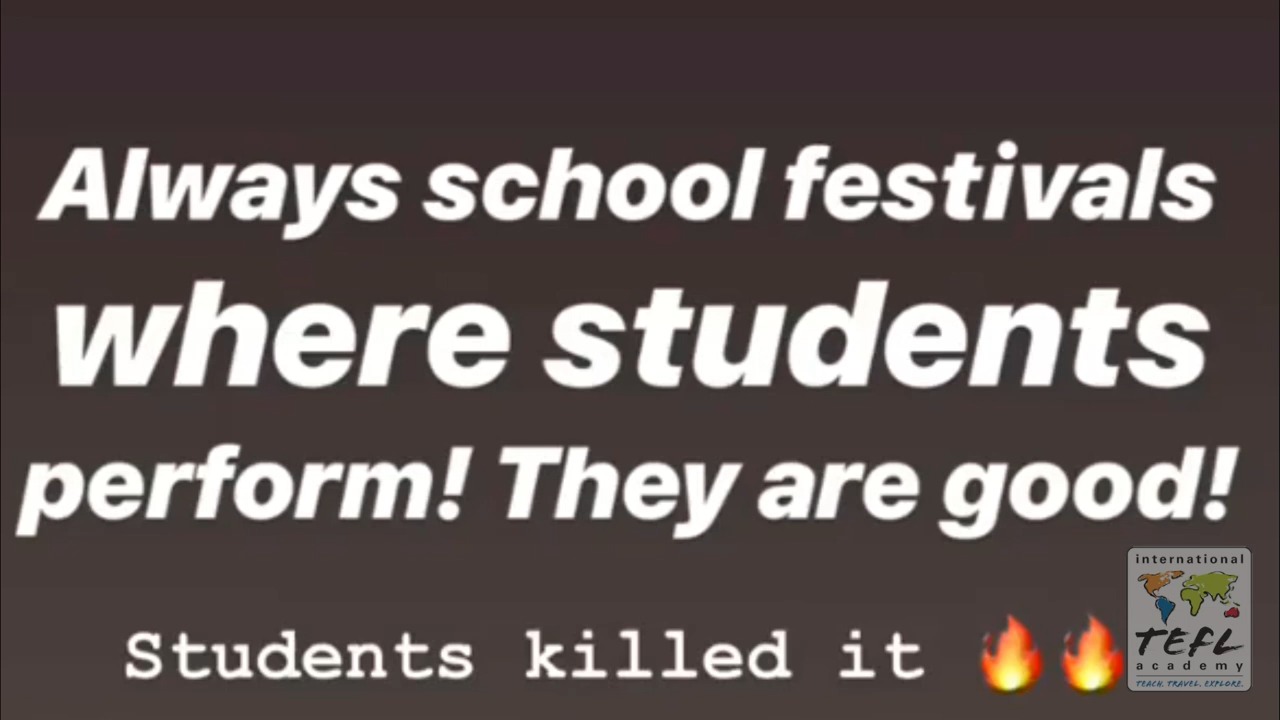 Always school festivals
where students
perform! They are good!
Students killed it 🔥🔥
international
TEFL
academy
TEACH. TRAVEL. EXPLORE.